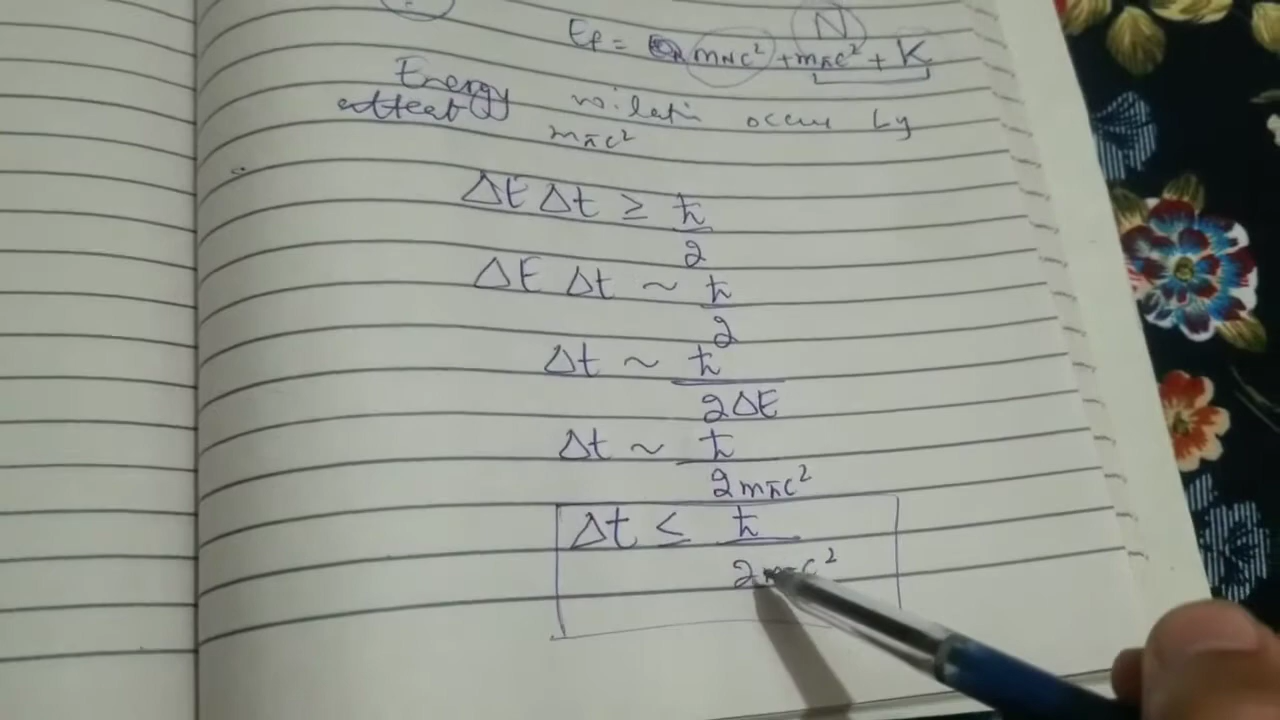 N
E_f = m_N c² + m_π c² + K
Energy violatin occur by
m_π c²
ΔE Δt ≥ ħ/2
ΔE Δt ~ ħ/2
Δt ~ ħ/2ΔE
Δt ~ ħ/2m_π c²
Δt ≤ ħ/2m_π c²